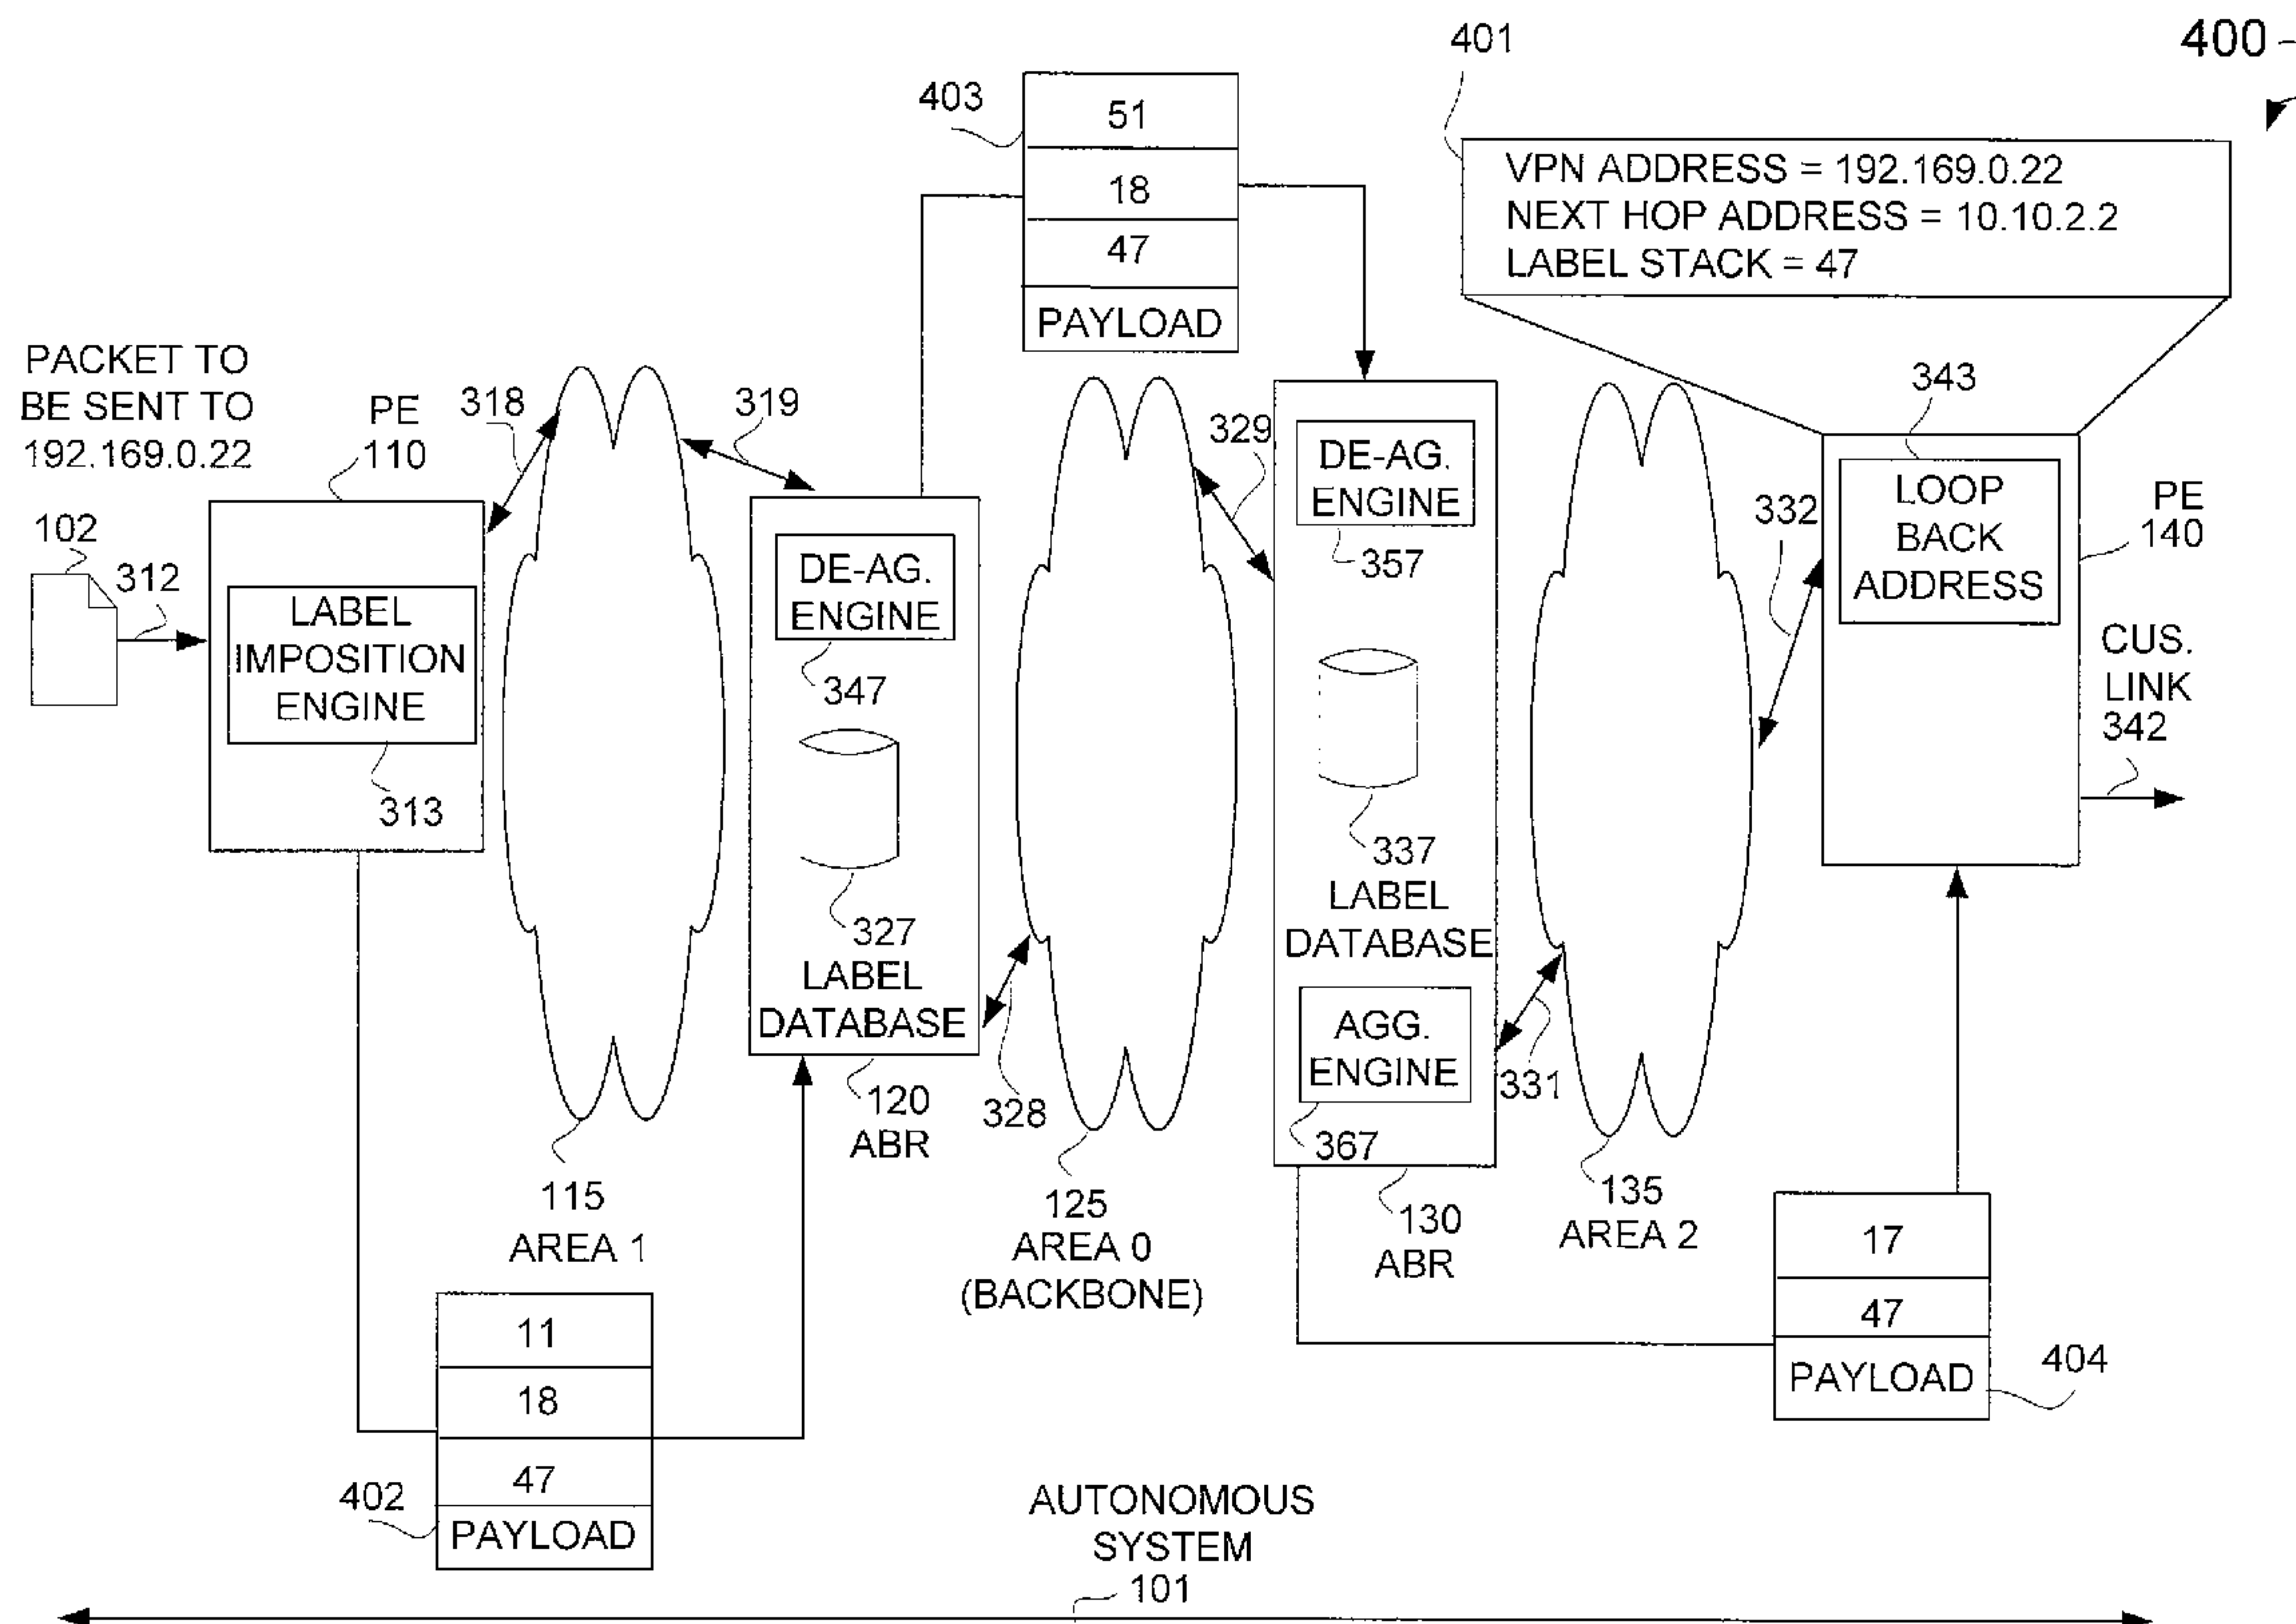 400
401
403
51
18
47
PAYLOAD
VPN ADDRESS = 192.169.0.22
NEXT HOP ADDRESS = 10.10.2.2
LABEL STACK = 47
PACKET TO
BE SENT TO
192.169.0.22
PE
110
318
319
329
343
102
312
LABEL
IMPOSITION
ENGINE
313
DE-AG.
ENGINE
347
327
LABEL
DATABASE
120
ABR
328
DE-AG.
ENGINE
357
337
LABEL
DATABASE
AGG.
ENGINE
367
130
ABR
331
332
LOOP
BACK
ADDRESS
PE
140
CUS.
LINK
342
115
AREA 1
125
AREA 0
(BACKBONE)
135
AREA 2
11
18
47
PAYLOAD
402
17
47
PAYLOAD
404
AUTONOMOUS
SYSTEM
101